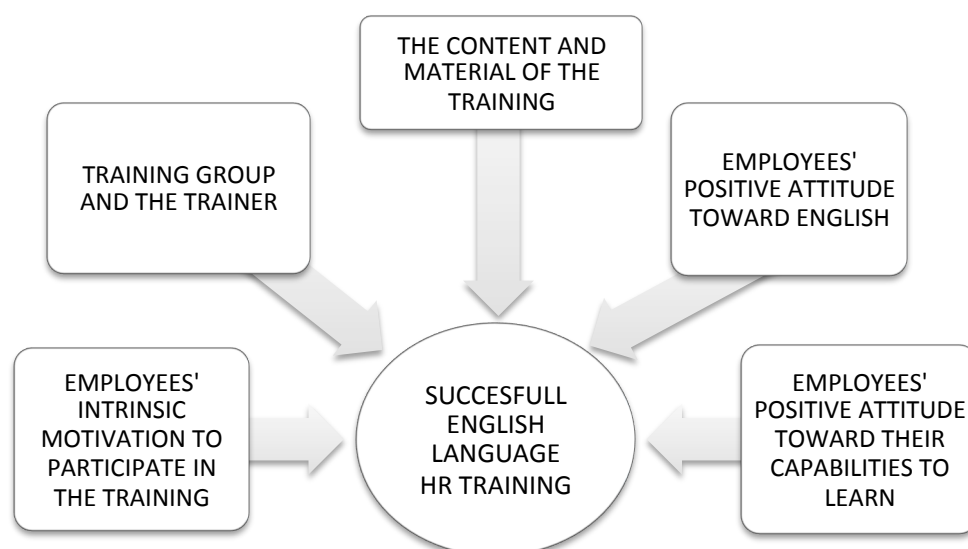 THE CONTENT AND
MATERIAL OF THE
TRAINING
TRAINING GROUP
AND THE TRAINER
EMPLOYEES'
POSITIVE ATTITUDE
TOWARD ENGLISH
EMPLOYEES'
INTRINSIC
MOTIVATION TO
PARTICIPATE IN
THE TRAINING
SUCCESFULL
ENGLISH
LANGUAGE
HR TRAINING
EMPLOYEES'
POSITIVE ATTITUDE
TOWARD THEIR
CAPABILITIES TO
LEARN